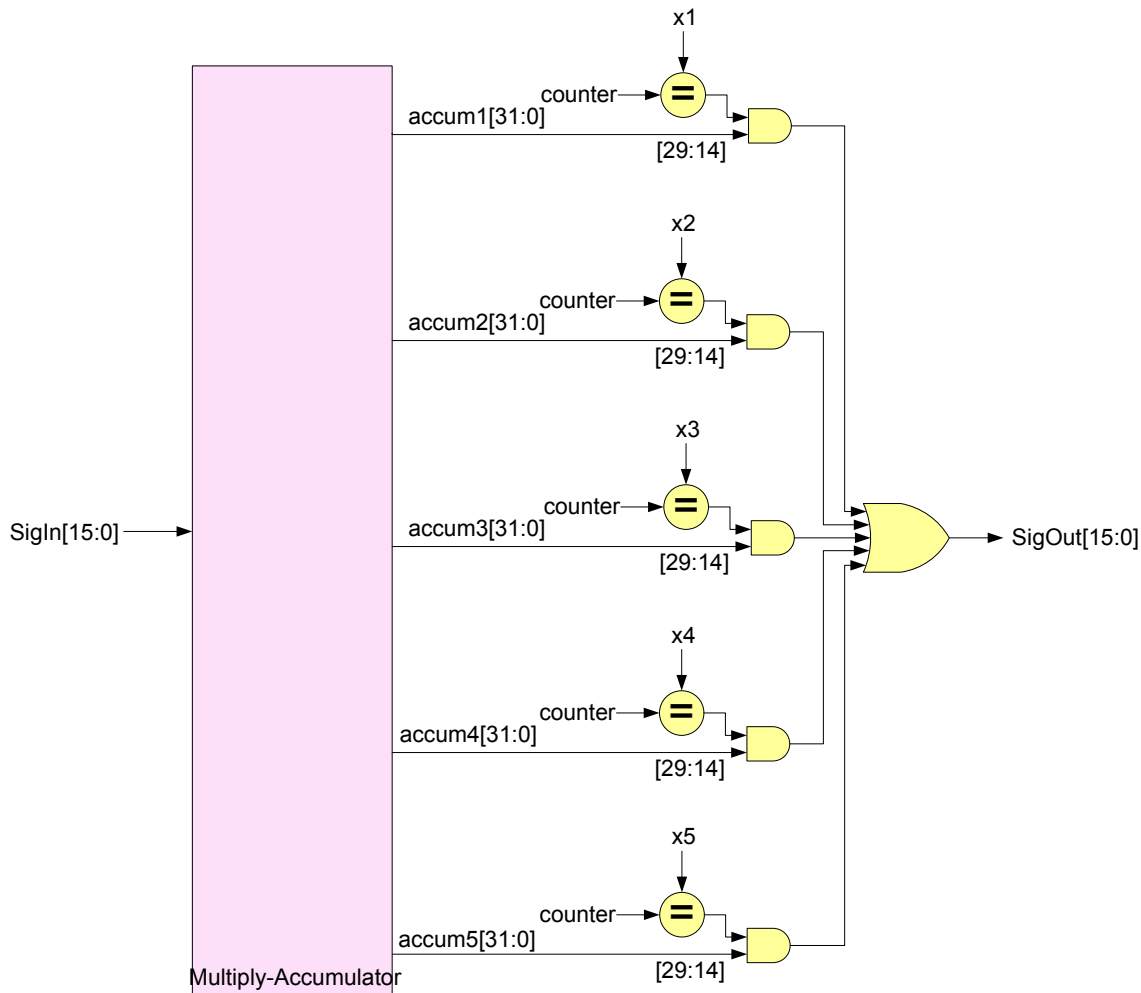 x1
counter
=
accum1[31:0]
[29:14]
x2
counter
=
accum2[31:0]
[29:14]
x3
counter
=
accum3[31:0]
[29:14]
SigIn[15:0]
SigOut[15:0]
x4
counter
=
accum4[31:0]
[29:14]
x5
counter
=
accum5[31:0]
[29:14]
Multiply-Accumulator